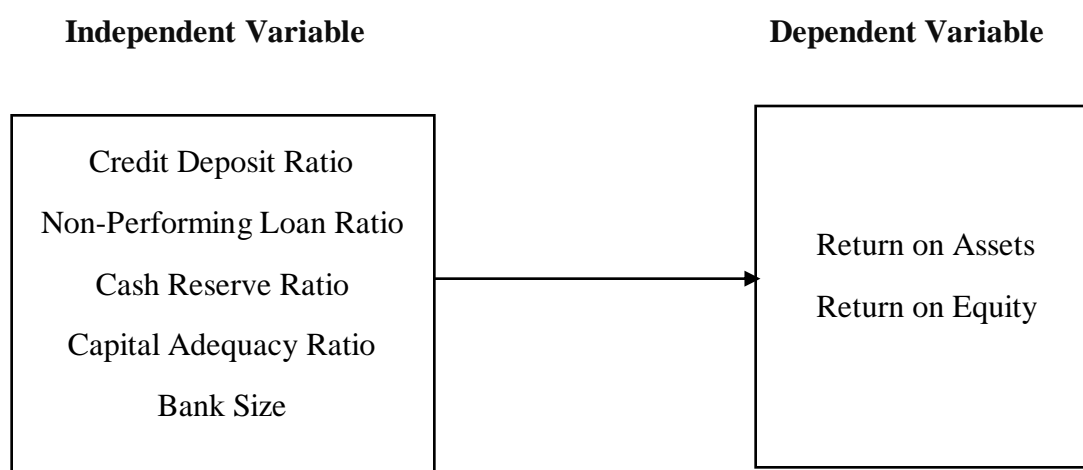 Independent Variable
Dependent Variable
Credit Deposit Ratio
Non-Performing Loan Ratio
Cash Reserve Ratio
Capital Adequacy Ratio
Bank Size
Return on Assets
Return on Equity